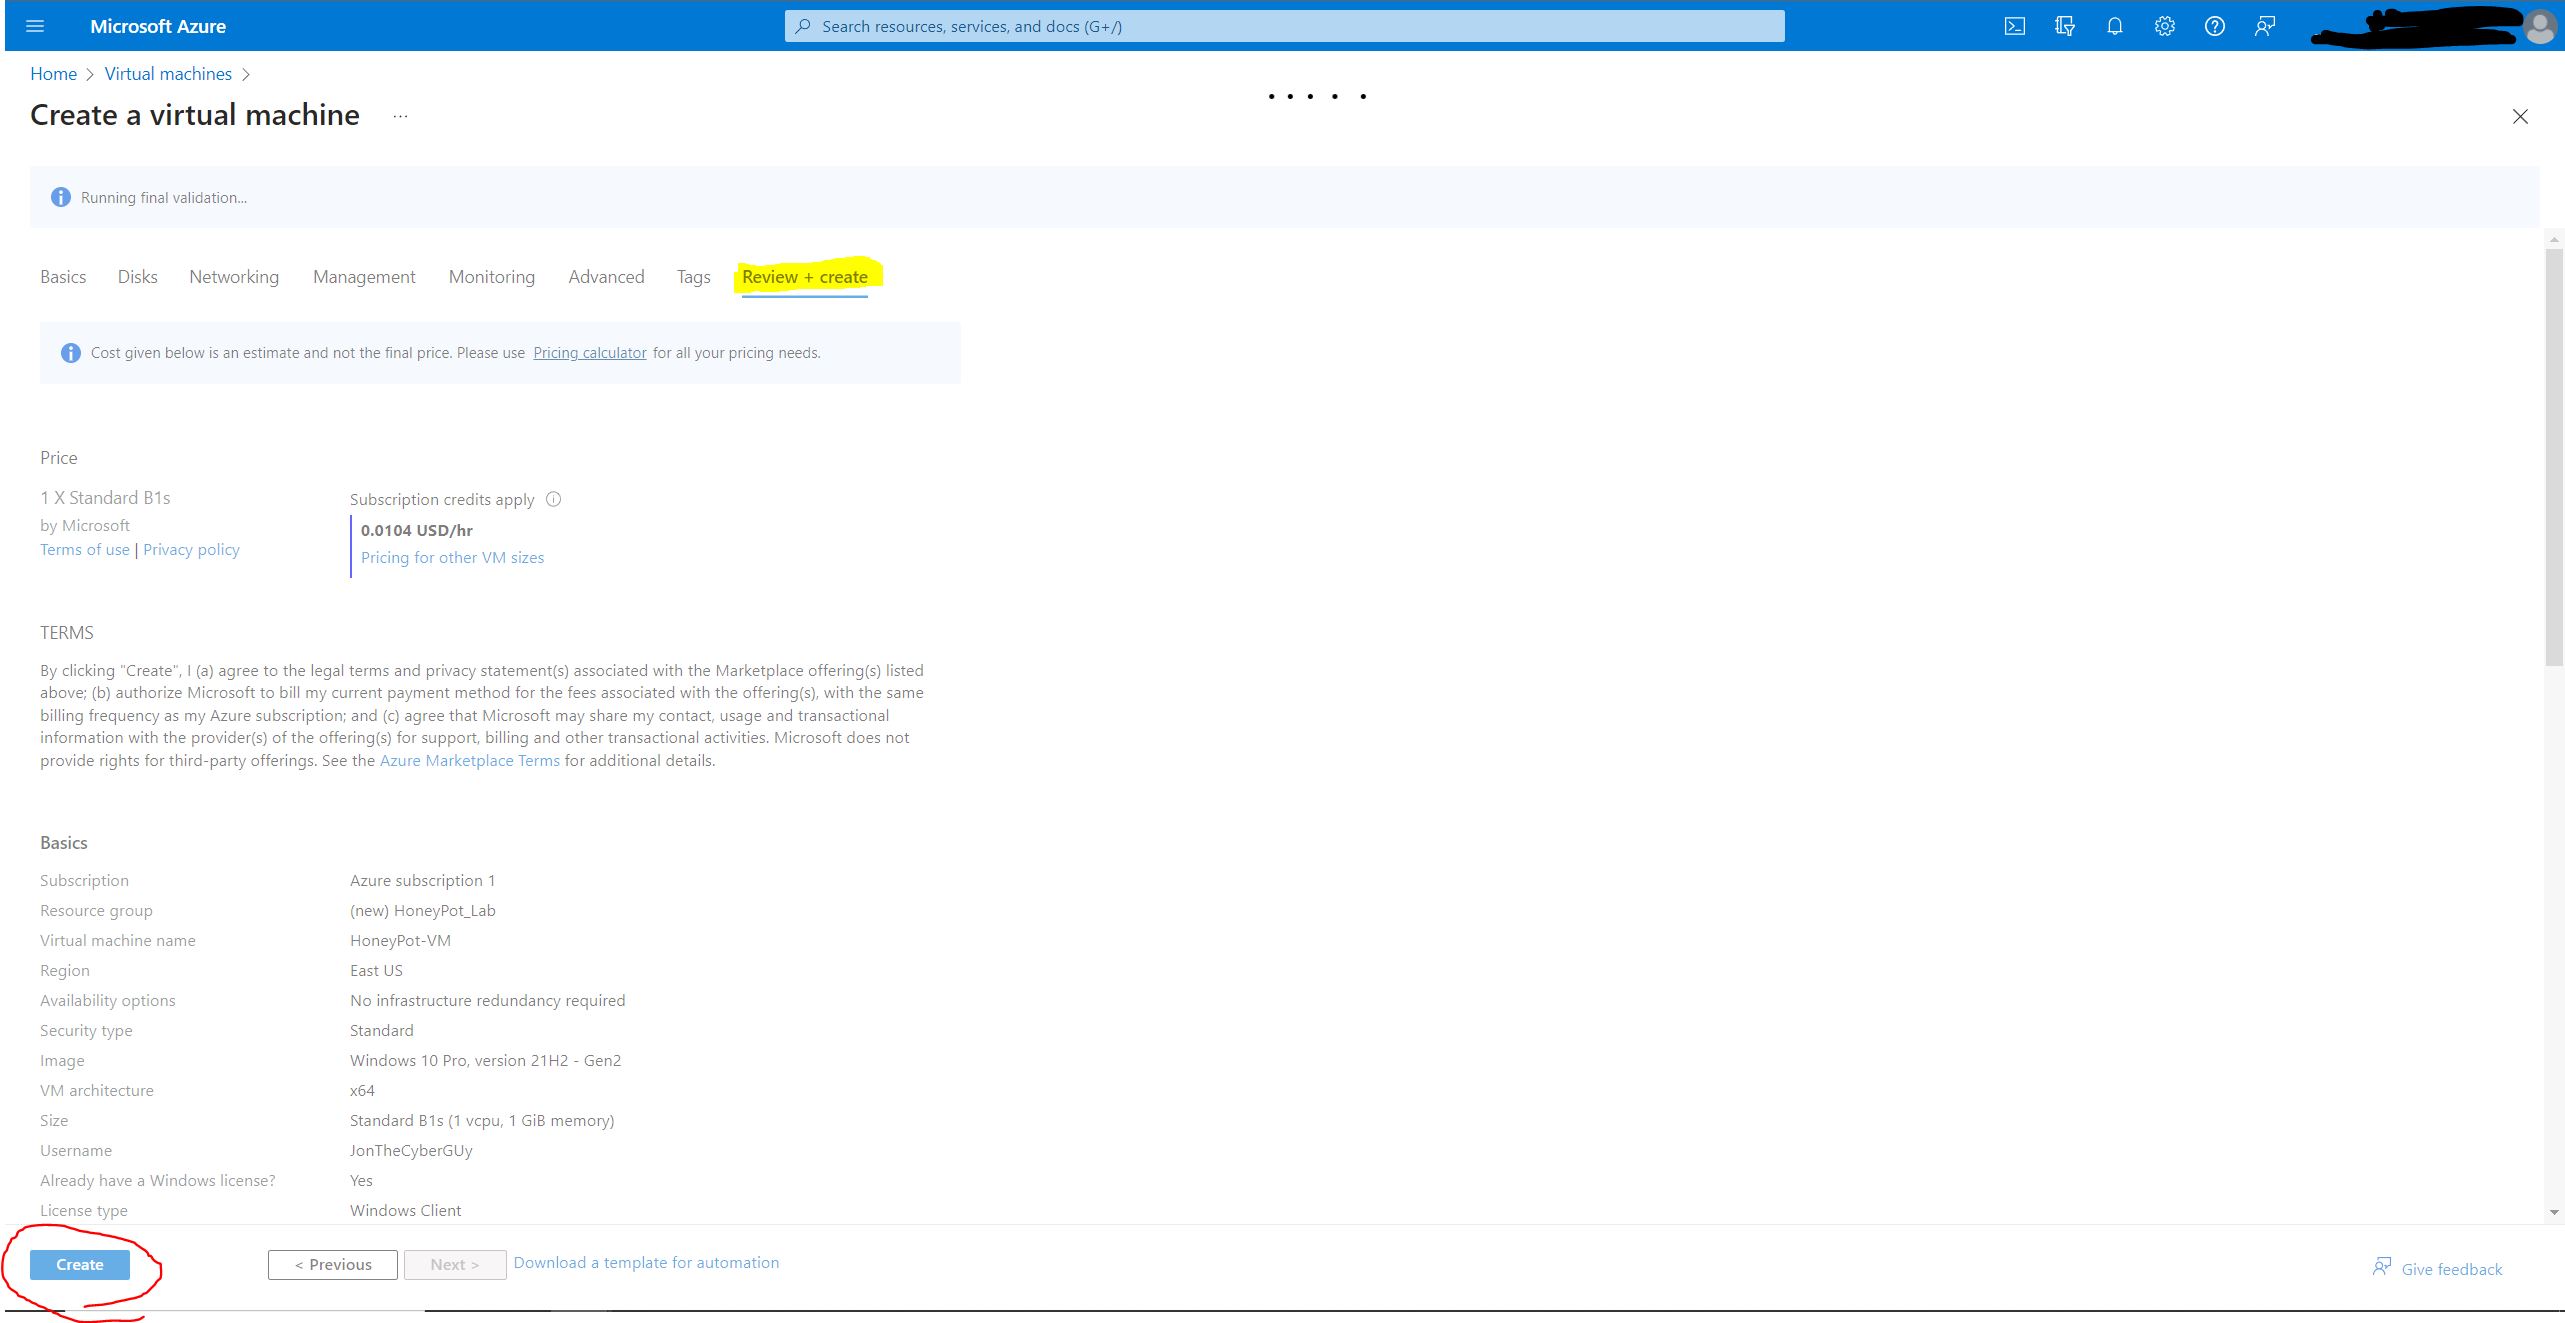 Microsoft Azure
Search resources, services, and docs (G+/)
Home > Virtual machines >
Create a virtual machine ...
Running final validation...
Basics Disks Networking Management Monitoring Advanced Tags Review + create
Cost given below is an estimate and not the final price. Please use Pricing calculator for all your pricing needs.
Price
1 X Standard B1s
by Microsoft
Terms of use | Privacy policy
Subscription credits apply
0.0104 USD/hr
Pricing for other VM sizes
TERMS
By clicking "Create", I (a) agree to the legal terms and privacy statement(s) associated with the Marketplace offering(s) listed
above; (b) authorize Microsoft to bill my current payment method for the fees associated with the offering(s), with the same
billing frequency as my Azure subscription; and (c) agree that Microsoft may share my contact, usage and transactional
information with the provider(s) of the offering(s) for support, billing and other transactional activities. Microsoft does not
provide rights for third-party offerings. See the Azure Marketplace Terms for additional details.
Basics
Subscription Azure subscription 1
Resource group (new) HoneyPot_Lab
Virtual machine name HoneyPot-VM
Region East US
Availability options No infrastructure redundancy required
Security type Standard
Image Windows 10 Pro, version 21H2 - Gen2
VM architecture x64
Size Standard B1s (1 vcpu, 1 GiB memory)
Username JonTheCyberGUy
Already have a Windows license? Yes
License type Windows Client
Create < Previous Next > Download a template for automation
Give feedback